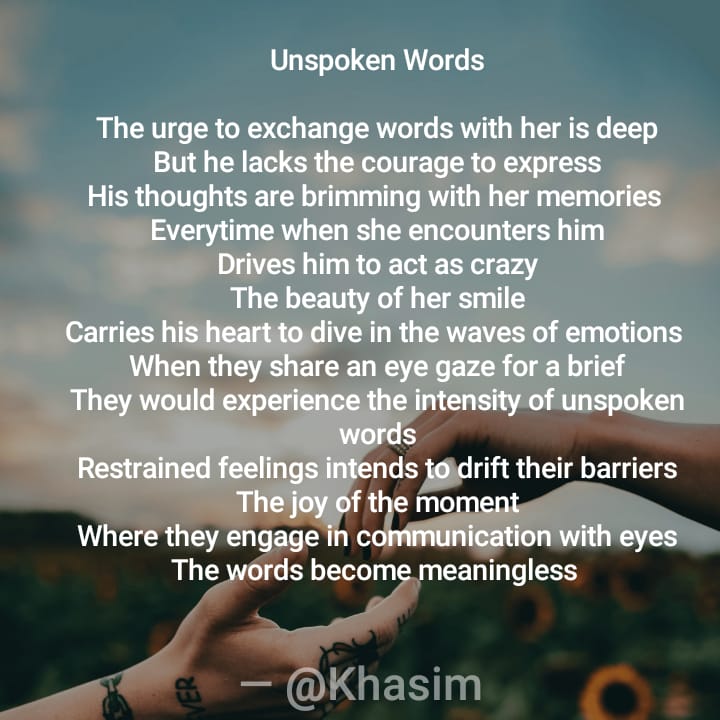 Unspoken Words
The urge to exchange words with her is deep
But he lacks the courage to express
His thoughts are brimming with her memories
Everytime when she encounters him
Drives him to act as crazy
The beauty of her smile
Carries his heart to dive in the waves of emotions
When they share an eye gaze for a brief
They would experience the intensity of unspoken
words
Restrained feelings intends to drift their barriers
The joy of the moment
Where they engage in communication with eyes
The words become meaningless
VER
— @Khasim